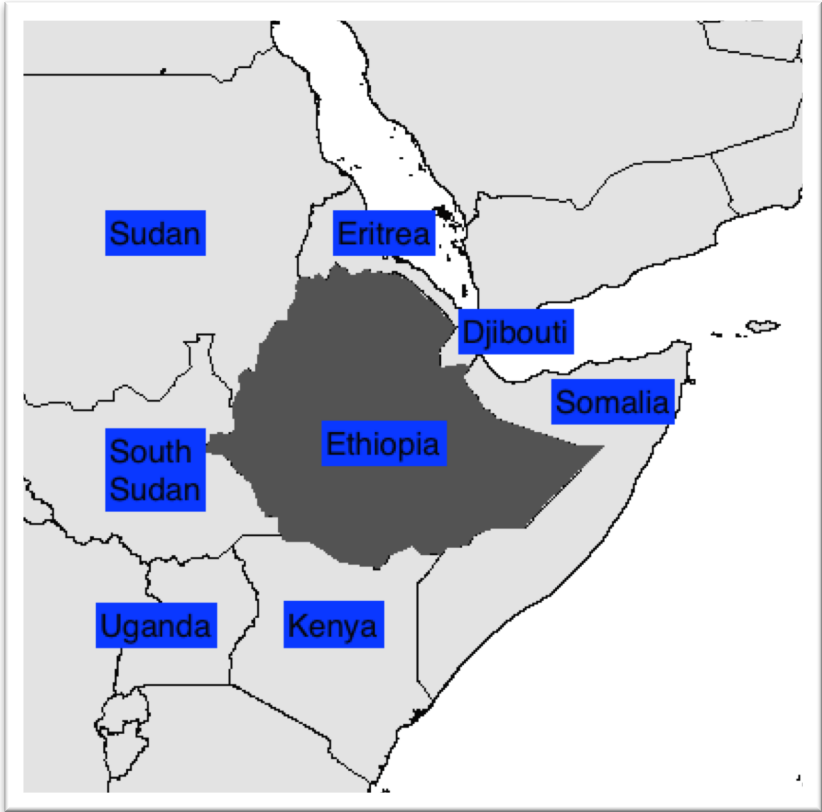 Sudan
Eritrea
Djibouti
Somalia
Ethiopia
South
Sudan
Uganda
Kenya